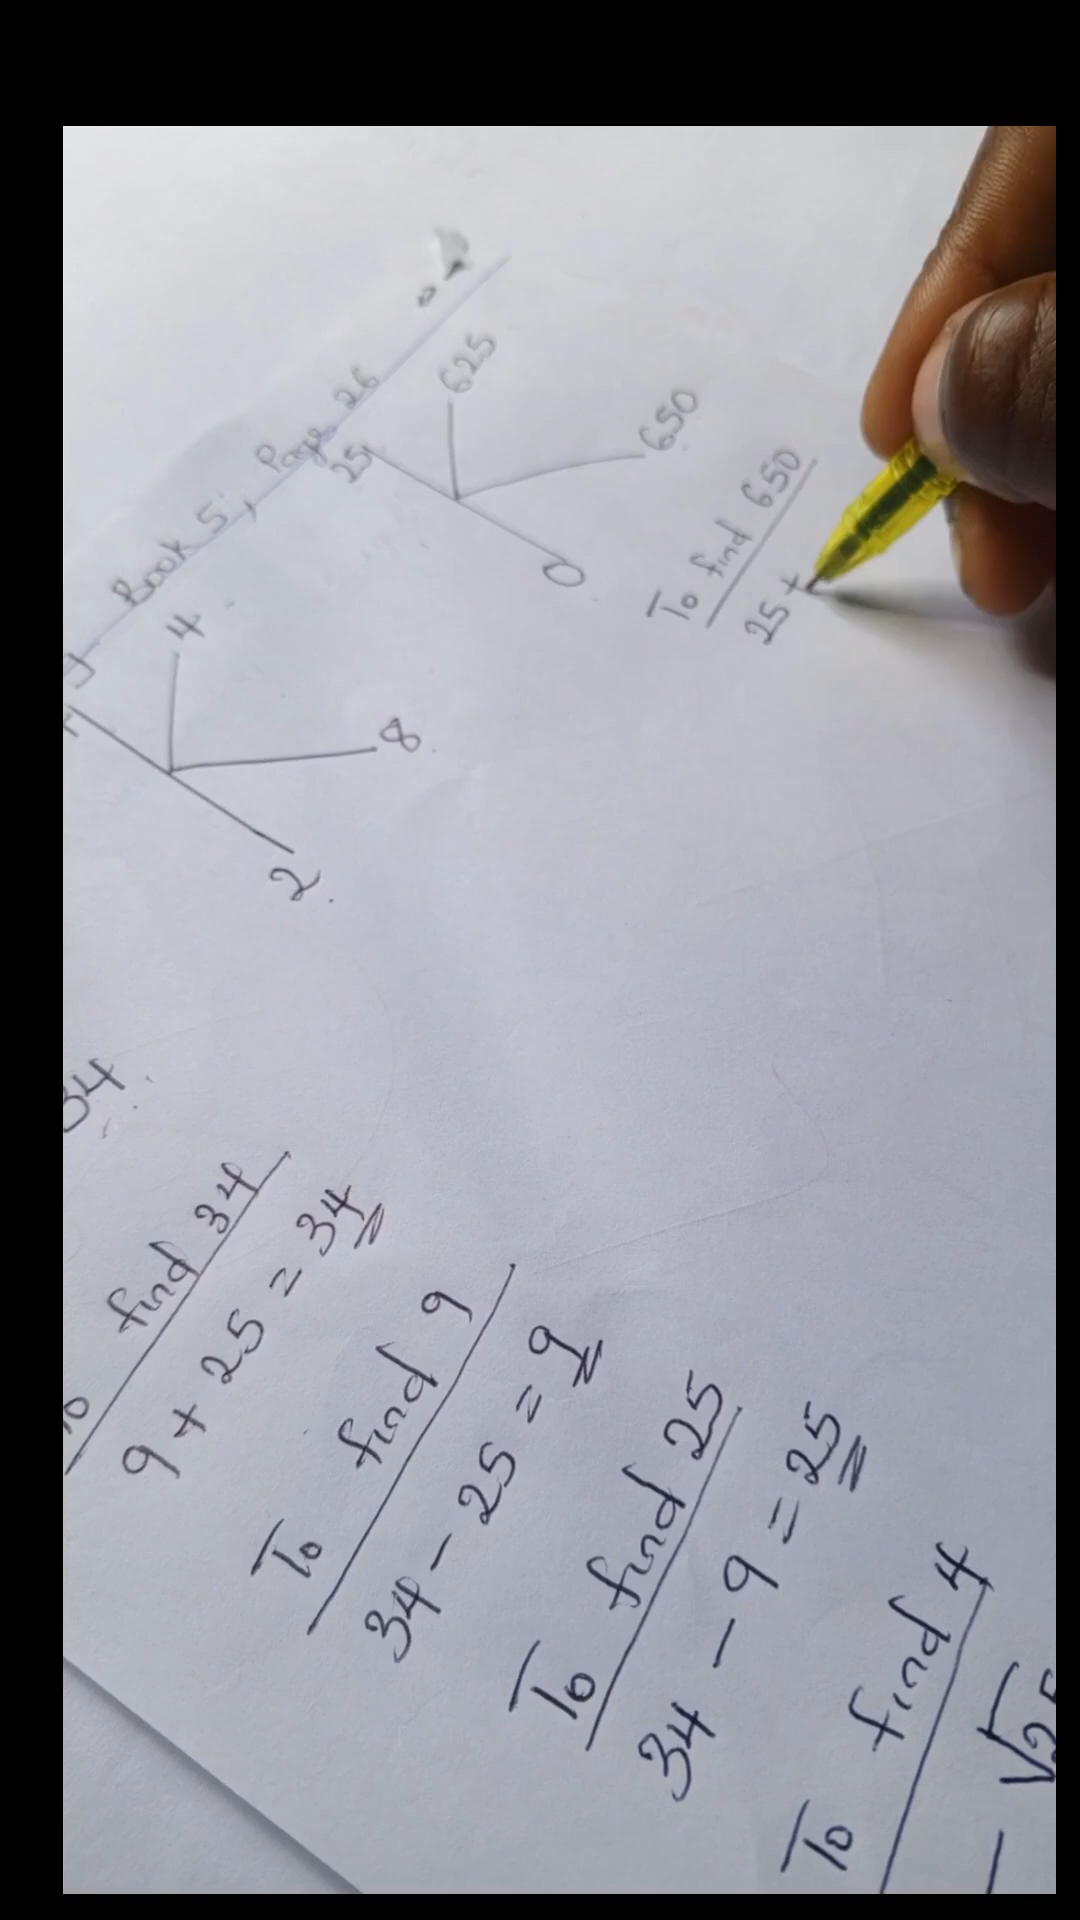 Book 5, Page 26
4
8
2
25
625
650
0
To find 650
25 +
34
find 34
9 + 25 = 34
To find 9
34 - 25 = 9
To find 25
34 - 9 = 25
To find 4